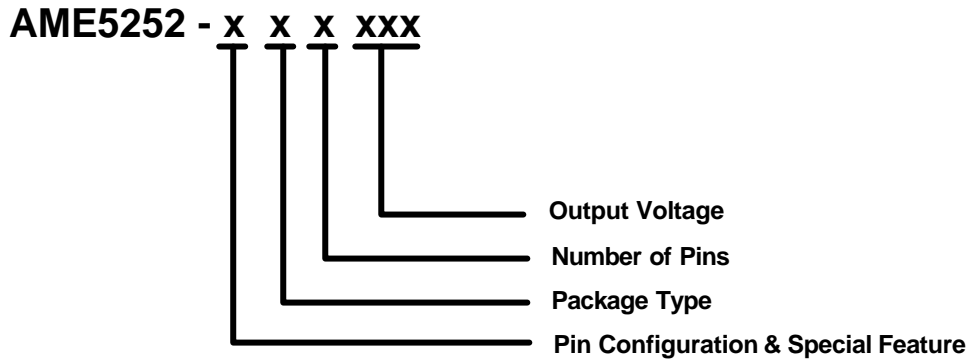 AME5252 - x x x xxx
Output Voltage
Number of Pins
Package Type
Pin Configuration & Special Feature